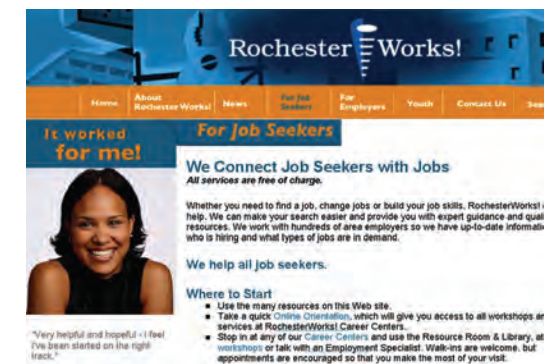 Rochester Works!
Home About Rochester Works! News For Job Seekers For Employers Youth Contact Us
It worked
for me!
For Job Seekers
We Connect Job Seekers with Jobs
All services are free of charge.
Whether you need to find a job, change jobs or build your job skills, RochesterWorks!
help. We can make your search easier and provide you with expert guidance and
resources. We work with hundreds of area employers so we have up-to-date
who is hiring and what types of jobs are in demand.
We help all job seekers.
Where to Start
Use the many resources on this Web site.
Take a quick Online Orientation, which will give you access to all workshops
services at RochesterWorks! Career Centers.
Stop in at any of our Career Centers and use the Resource Room & Library,
workshops or talk with an Employment Specialist. Walk-ins are welcome, but
appointments are encouraged so that you make the most of your visit.
"Very helpful and hopeful - I feel
I've been started on the right
track."